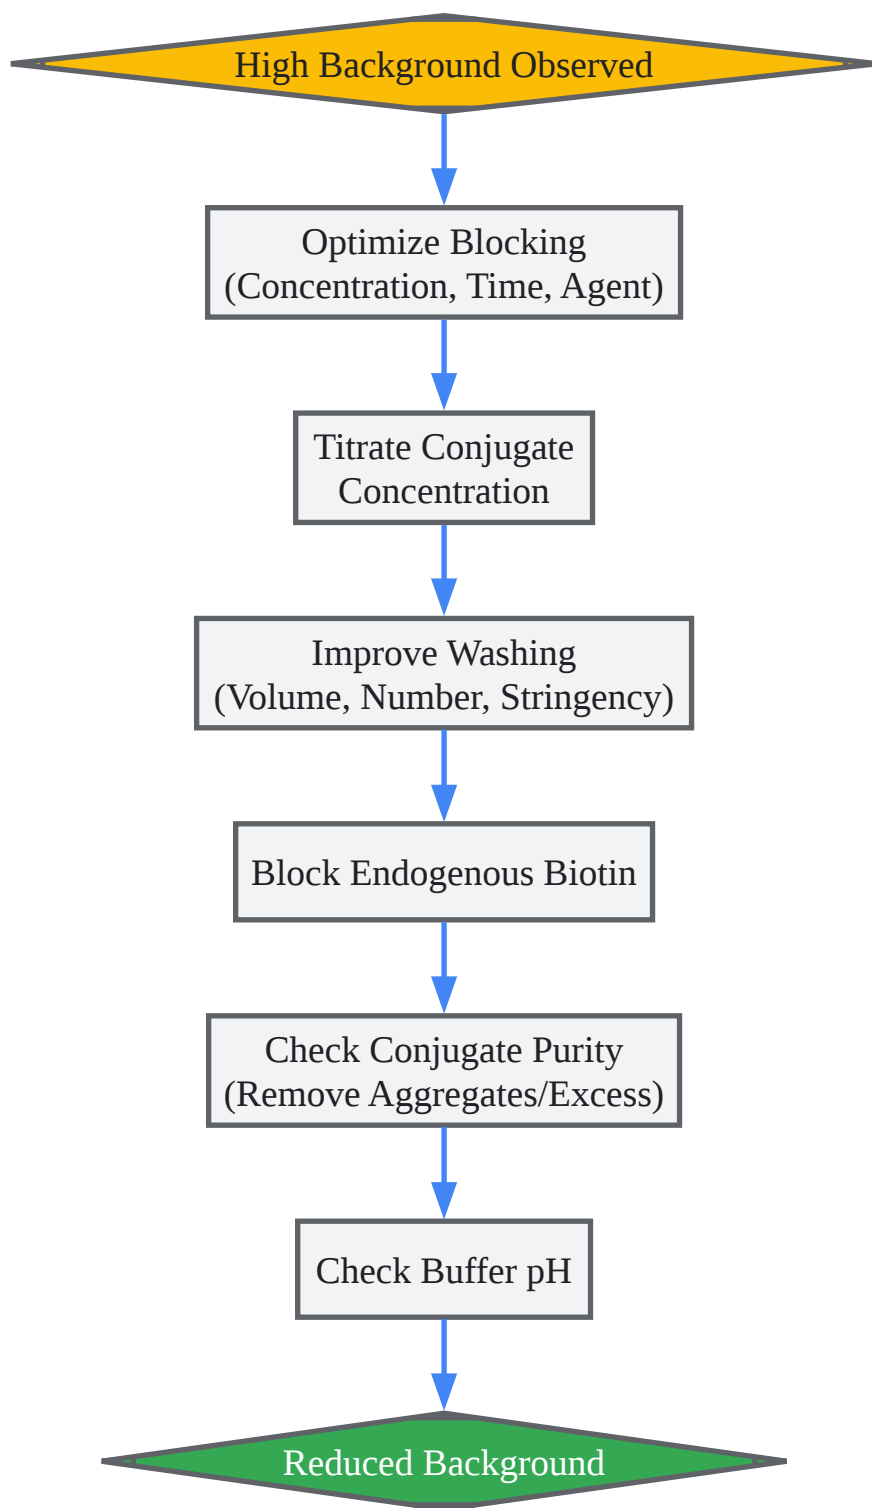 High Background Observed
Optimize Blocking
(Concentration, Time, Agent)
Titrate Conjugate
Concentration
Improve Washing
(Volume, Number, Stringency)
Block Endogenous Biotin
Check Conjugate Purity
(Remove Aggregates/Excess)
Check Buffer pH
Reduced Background